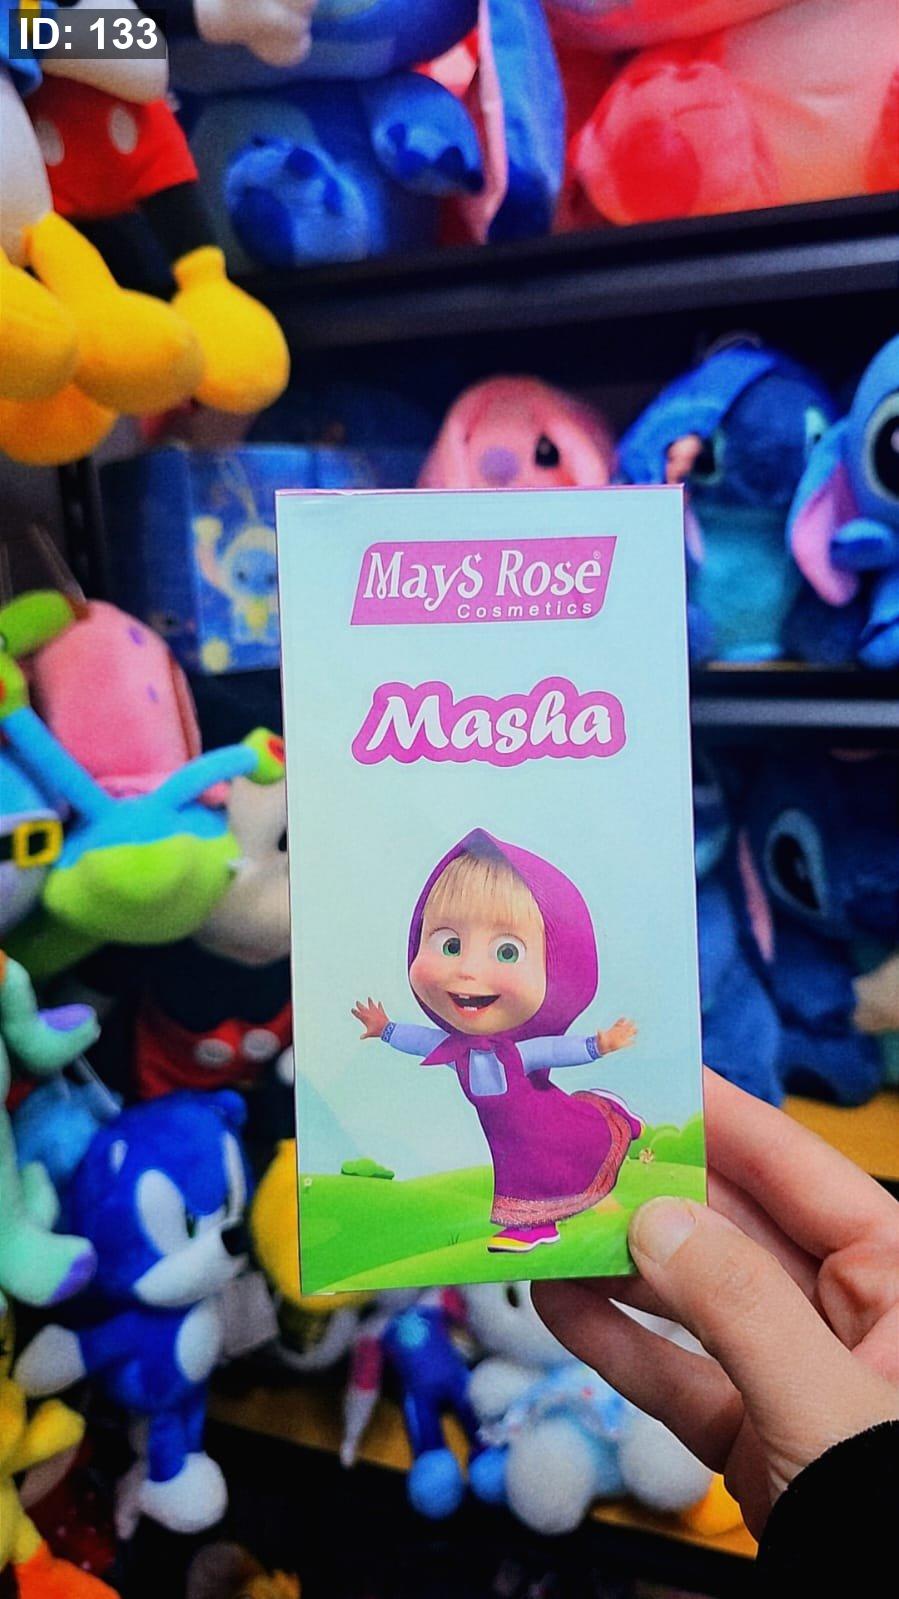 ID: 133
MayS Rose®
Cosmetics
Masha